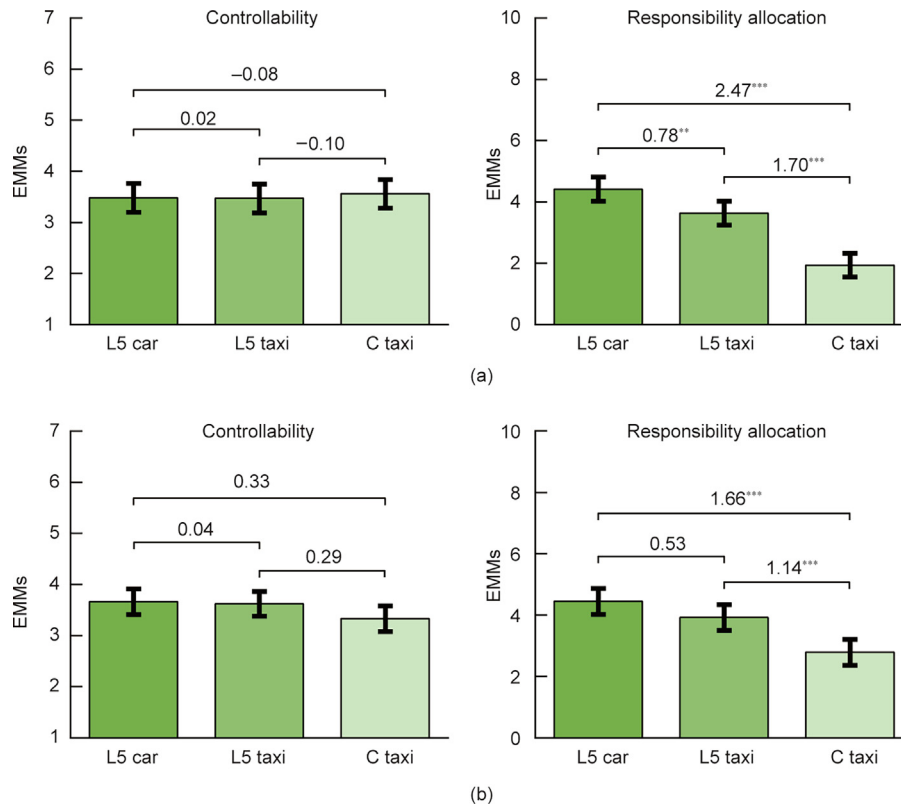 Controllability
7
6
5
4
3
2
1
EMMs
−0.08
0.02
−0.10
L5 car L5 taxi C taxi
Responsibility allocation
10
8
6
4
2
0
EMMs
2.47***
0.78**
1.70***
L5 car L5 taxi C taxi
(a)
Controllability
7
6
5
4
3
2
1
EMMs
0.33
0.04
0.29
L5 car L5 taxi C taxi
Responsibility allocation
10
8
6
4
2
0
EMMs
1.66***
0.53
1.14***
L5 car L5 taxi C taxi
(b)